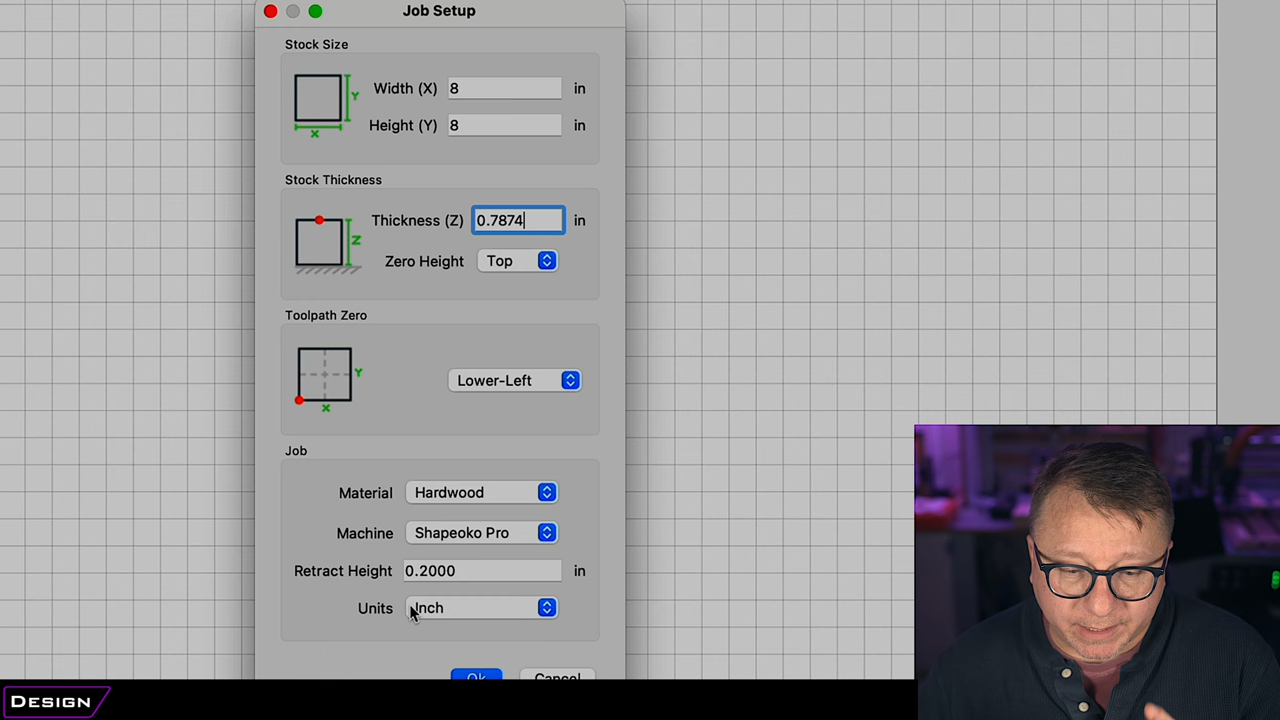 Job Setup
Stock Size
Width (X) 8 in
Y
Height (Y) 8 in
X
Stock Thickness
Thickness (Z) 0.7874 in
Z
Zero Height Top
Toolpath Zero
Y
Lower-Left
X
Job
Material Hardwood
Machine Shapeoko Pro
Retract Height 0.2000 in
Units Inch
Ok Cancel
DESIGN